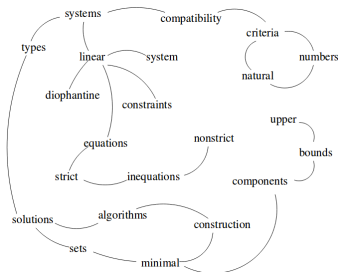 systems
compatibility
types
criteria
linear
system
numbers
natural
diophantine
constraints
upper
nonstrict
equations
bounds
strict
inequations
components
solutions
algorithms
construction
sets
minimal